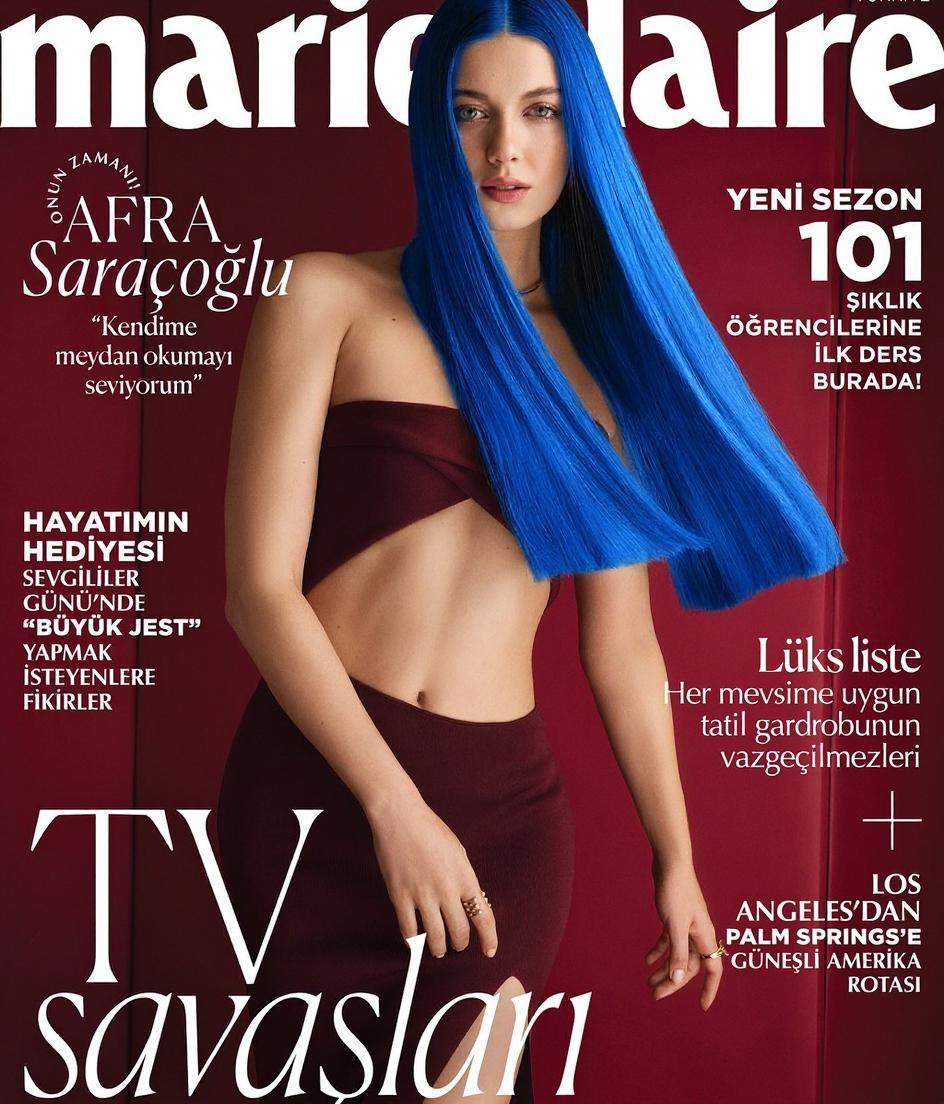 marie claire
ONUN ZAMANI!
AFRA
Saraçoğlu
“Kendime
meydan okumayı
seviyorum”
YENİ SEZON
101
ŞIKLIK
ÖĞRENCİLERİNE
İLK DERS
BURADA!
HAYATIMIN
HEDİYESİ
SEVGİLİLER
GÜNÜ’NDE
“BÜYÜK JEST”
YAPMAK
İSTEYENLERE
FİKİRLER
Lüks liste
Her mevsime uygun
tatil gardrobunun
vazgeçilmezleri
LOS
ANGELES’DAN
PALM SPRINGS’E
GÜNEŞLİ AMERİKA
ROTASI
TV
savaşları